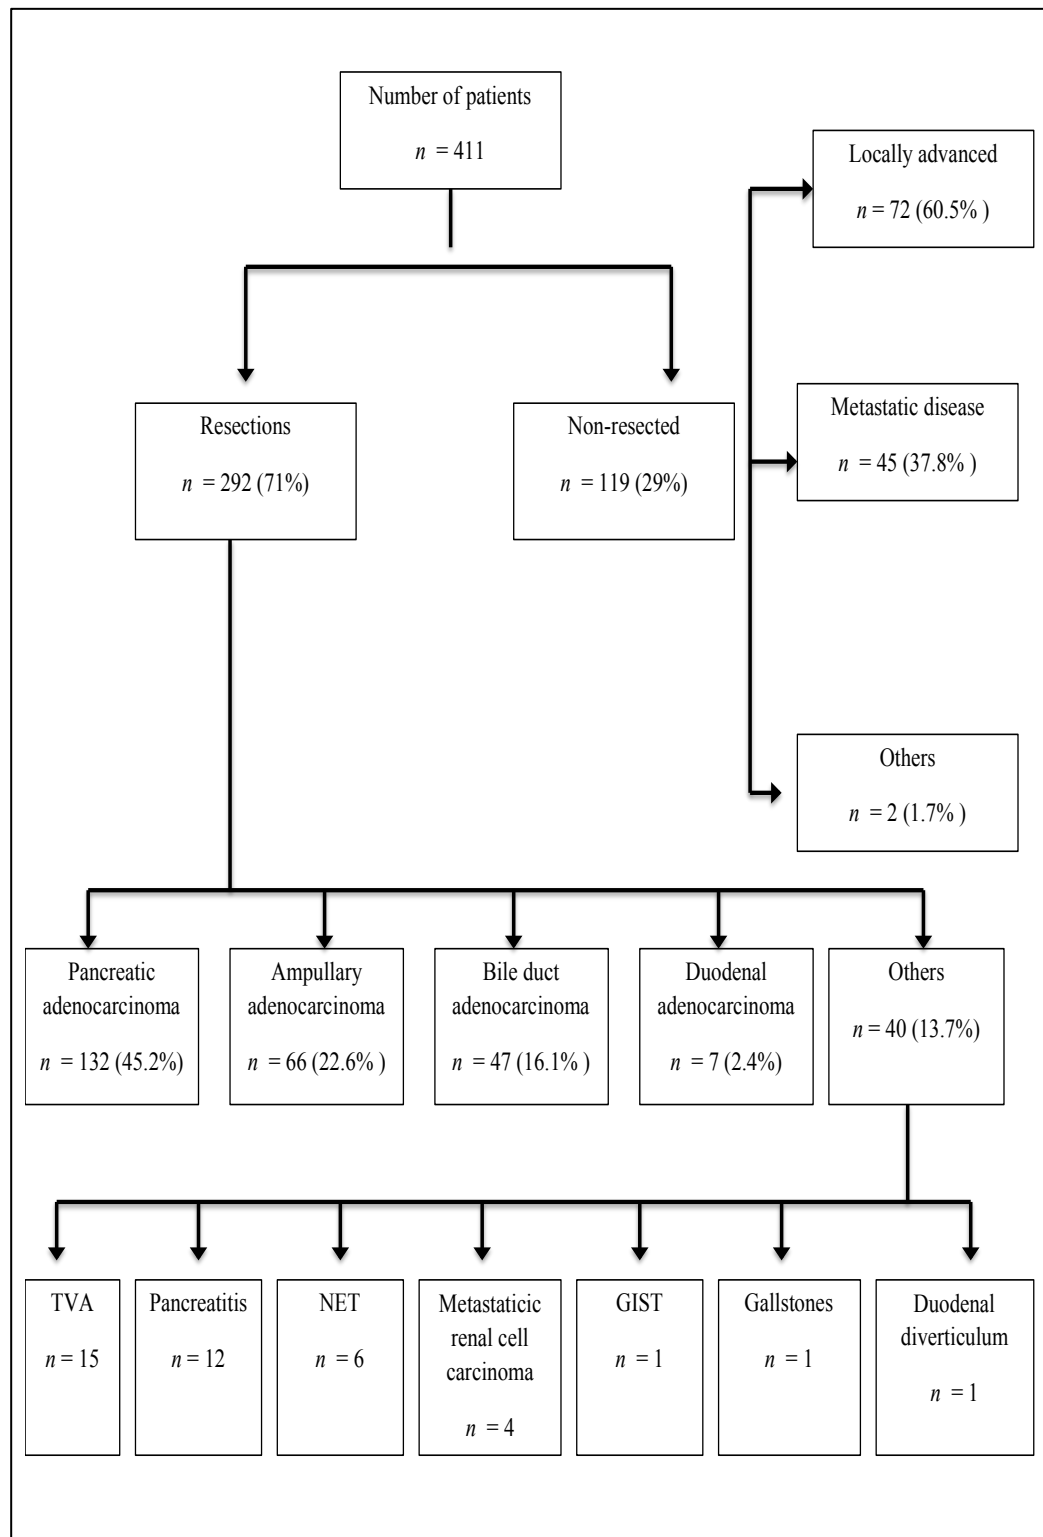 Number of patients
n = 411
Locally advanced
n = 72 (60.5% )
Resections
n = 292 (71%)
Non-resected
n = 119 (29%)
Metastatic disease
n = 45 (37.8% )
Others
n = 2 (1.7% )
Pancreatic
adenocarcinoma
n = 132 (45.2%)
Ampullary
adenocarcinoma
n = 66 (22.6% )
Bile duct
adenocarcinoma
n = 47 (16.1% )
Duodenal
adenocarcinoma
n = 7 (2.4%)
Others
n = 40 (13.7%)
TVA
n = 15
Pancreatitis
n = 12
NET
n = 6
Metastaticic
renal cell
carcinoma
n = 4
GIST
n = 1
Gallstones
n = 1
Duodenal
diverticulum
n = 1